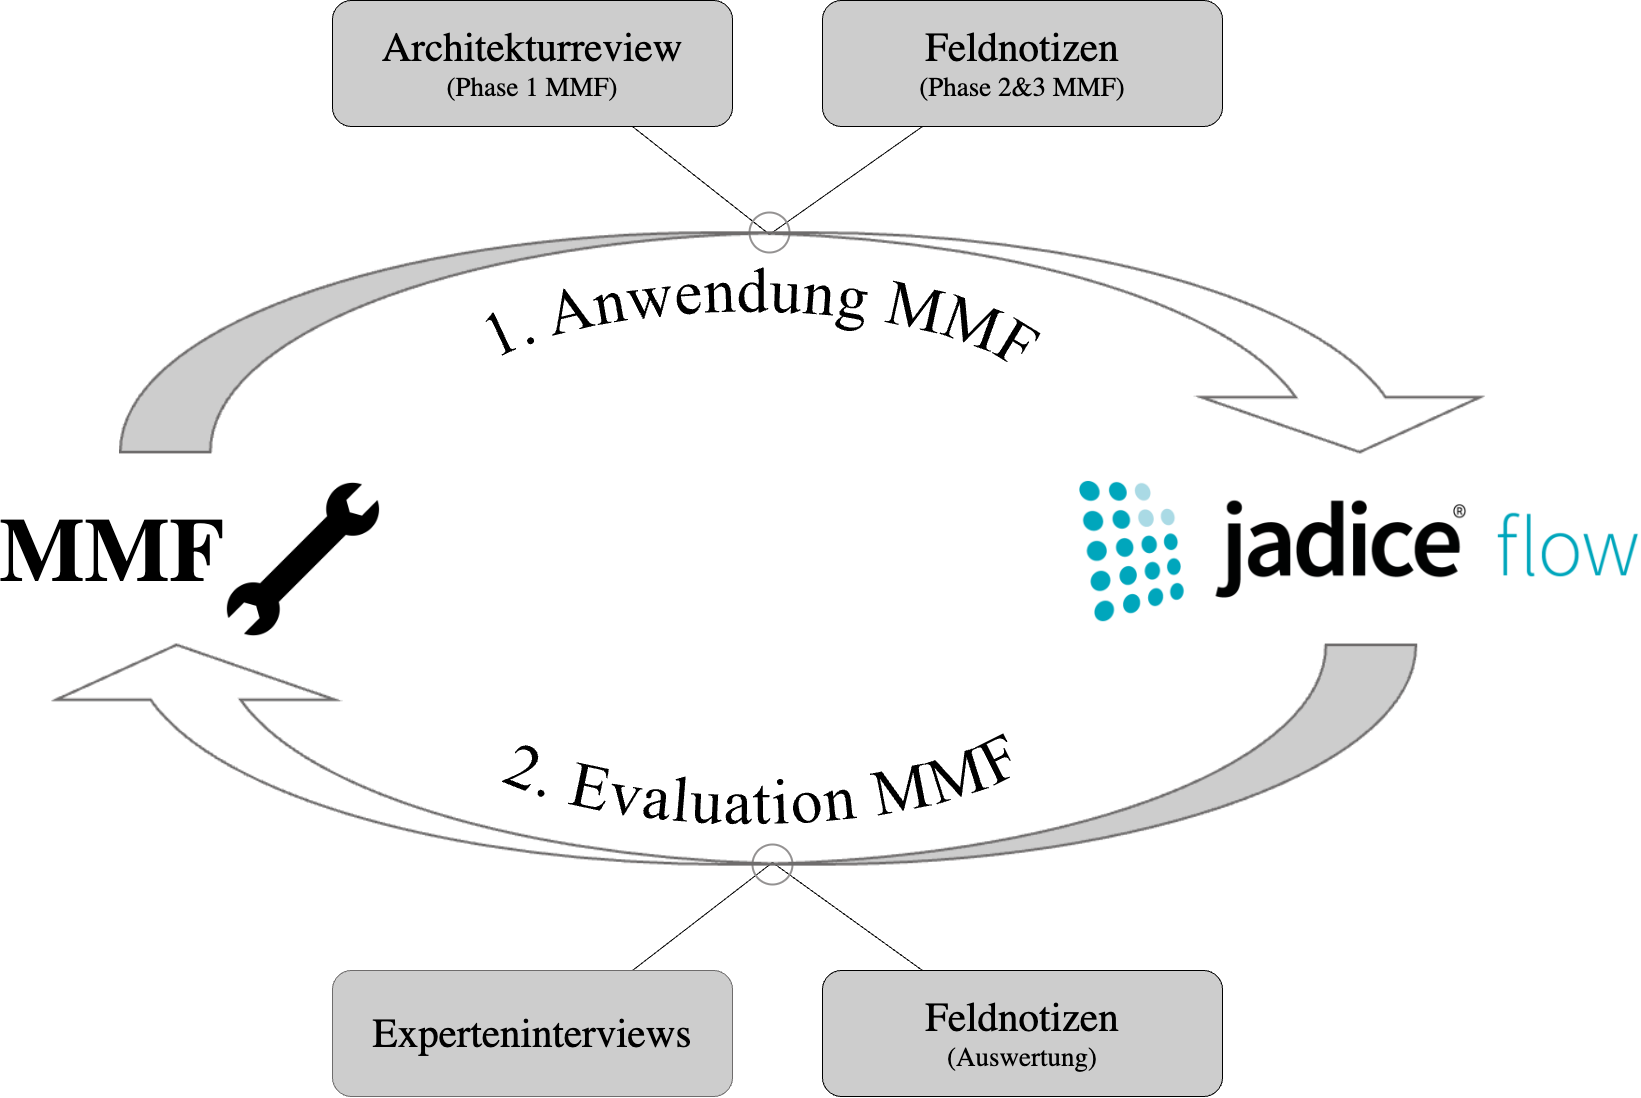 Architekturreview
(Phase 1 MMF)
Feldnotizen
(Phase 2&3 MMF)
1. Anwendung MMF
MMF
jadice® flow
2. Evaluation MMF
Experteninterviews
Feldnotizen
(Auswertung)